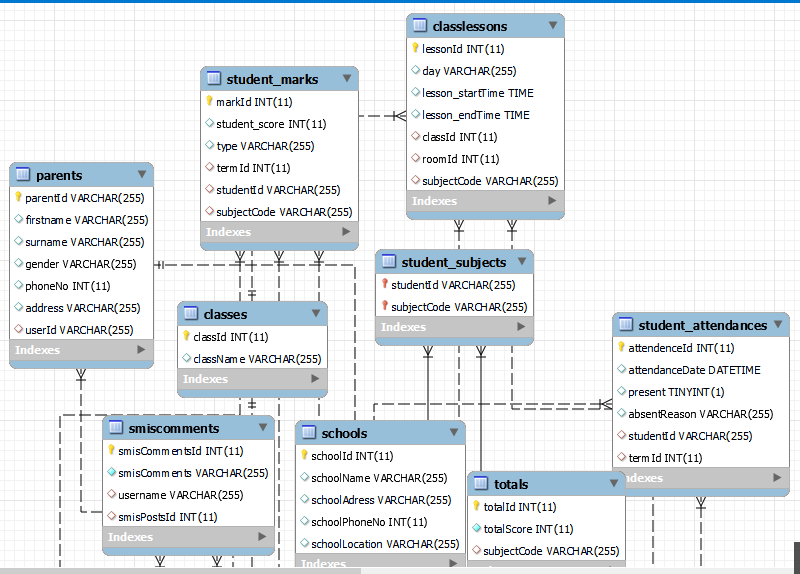 classlessons
lessonId INT(11)
day VARCHAR(255)
lesson_startTime TIME
lesson_endTime TIME
classId INT(11)
roomId INT(11)
subjectCode VARCHAR(255)
Indexes
student_marks
markId INT(11)
student_score INT(11)
type VARCHAR(255)
termId INT(11)
studentId VARCHAR(255)
subjectCode VARCHAR(255)
Indexes
parents
parentId VARCHAR(255)
firstname VARCHAR(255)
surname VARCHAR(255)
gender VARCHAR(255)
phoneNo INT(11)
address VARCHAR(255)
userId VARCHAR(255)
Indexes
student_subjects
studentId VARCHAR(255)
subjectCode VARCHAR(255)
Indexes
classes
classId INT(11)
className VARCHAR(255)
Indexes
student_attendances
attendenceId INT(11)
attendanceDate DATETIME
present TINYINT(1)
absentReason VARCHAR(255)
studentId VARCHAR(255)
termId INT(11)
Indexes
smiscomments
smisCommentsId INT(11)
smisComments VARCHAR(255)
username VARCHAR(255)
smisPostsId INT(11)
Indexes
schools
schoolId INT(11)
schoolName VARCHAR(255)
schoolAdress VARCHAR(255)
schoolPhoneNo INT(11)
schoolLocation VARCHAR(255)
Indexes
totals
totalId INT(11)
totalScore INT(11)
subjectCode VARCHAR(255)